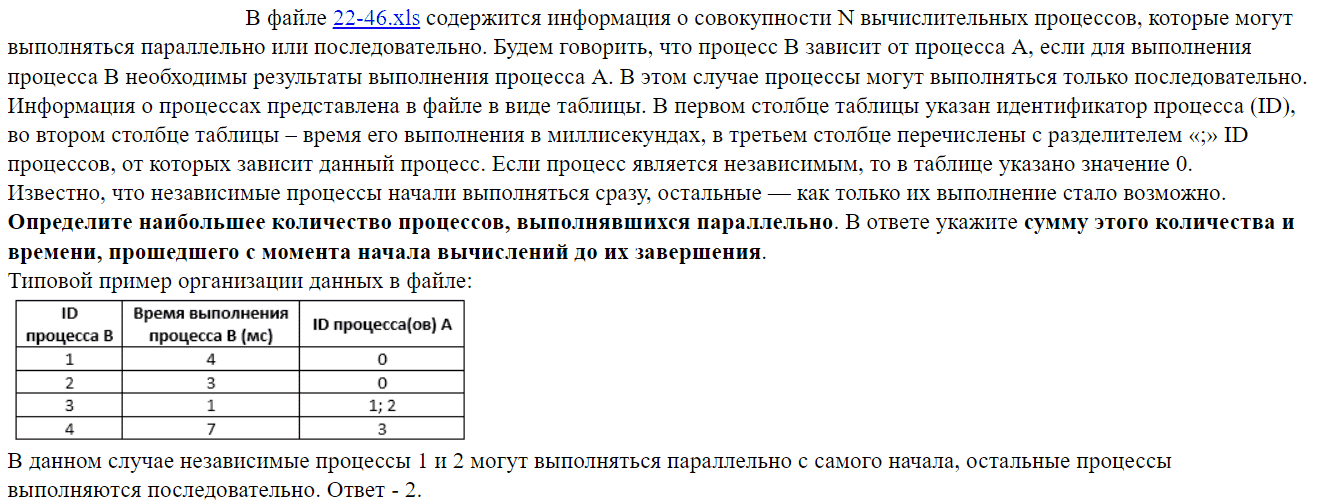 В файле 22-46.xls содержится информация о совокупности N вычислительных процессов, которые могут
выполняться параллельно или последовательно. Будем говорить, что процесс B зависит от процесса A, если для выполнения
процесса B необходимы результаты выполнения процесса A. В этом случае процессы могут выполняться только последовательно.
Информация о процессах представлена в файле в виде таблицы. В первом столбце таблицы указан идентификатор процесса (ID),
во втором столбце таблицы – время его выполнения в миллисекундах, в третьем столбце перечислены с разделителем «;» ID
процессов, от которых зависит данный процесс. Если процесс является независимым, то в таблице указано значение 0.
Известно, что независимые процессы начали выполняться сразу, остальные — как только их выполнение стало возможно.
Определите наибольшее количество процессов, выполнявшихся параллельно. В ответе укажите сумму этого количества и
времени, прошедшего с момента начала вычислений до их завершения.
Типовой пример организации данных в файле:
ID процесса B | Время выполнения процесса B (мс) | ID процесса(ов) A
1 | 4 | 0
2 | 3 | 0
3 | 1 | 1; 2
4 | 7 | 3
В данном случае независимые процессы 1 и 2 могут выполняться параллельно с самого начала, остальные процессы
выполняются последовательно. Ответ - 2.